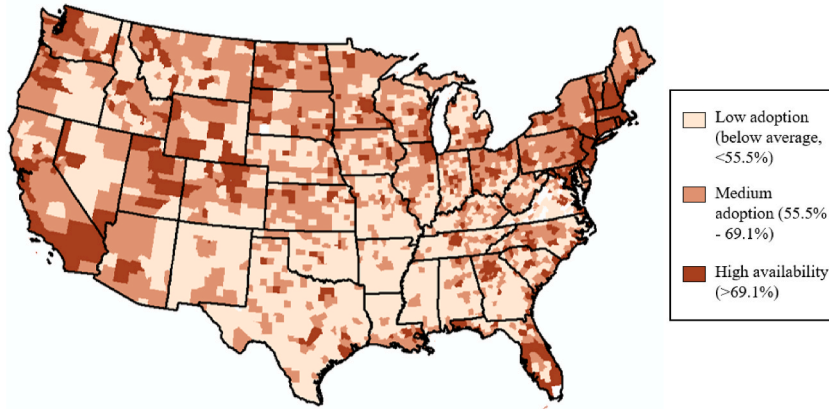 Low adoption
(below average,
<55.5%)
Medium
adoption (55.5%
- 69.1%)
High availability
(>69.1%)